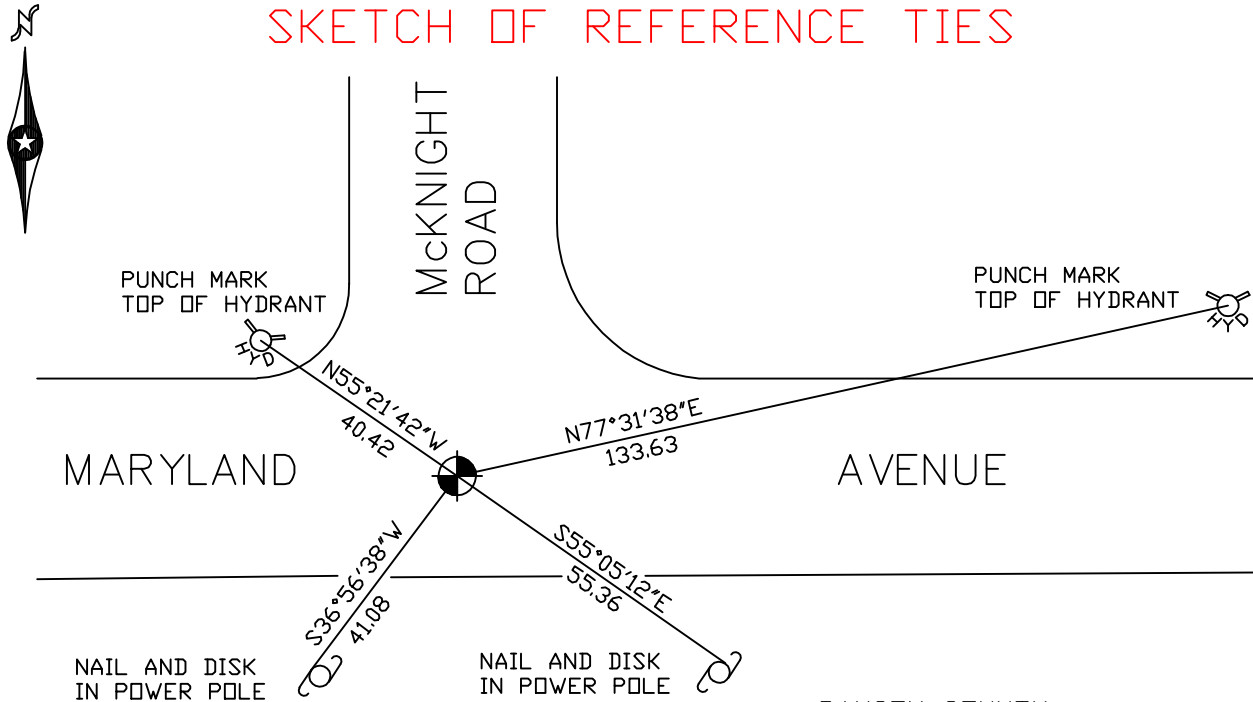 N
SKETCH OF REFERENCE TIES
McKNIGHT
ROAD
PUNCH MARK
TOP OF HYDRANT
HYD
PUNCH MARK
TOP OF HYDRANT
HYD
N55°21'42"W
40.42
N77°31'38"E
133.63
MARYLAND
AVENUE
S36°56'38"W
41.08
S55°05'12"E
55.36
NAIL AND DISK
IN POWER POLE
NAIL AND DISK
IN POWER POLE